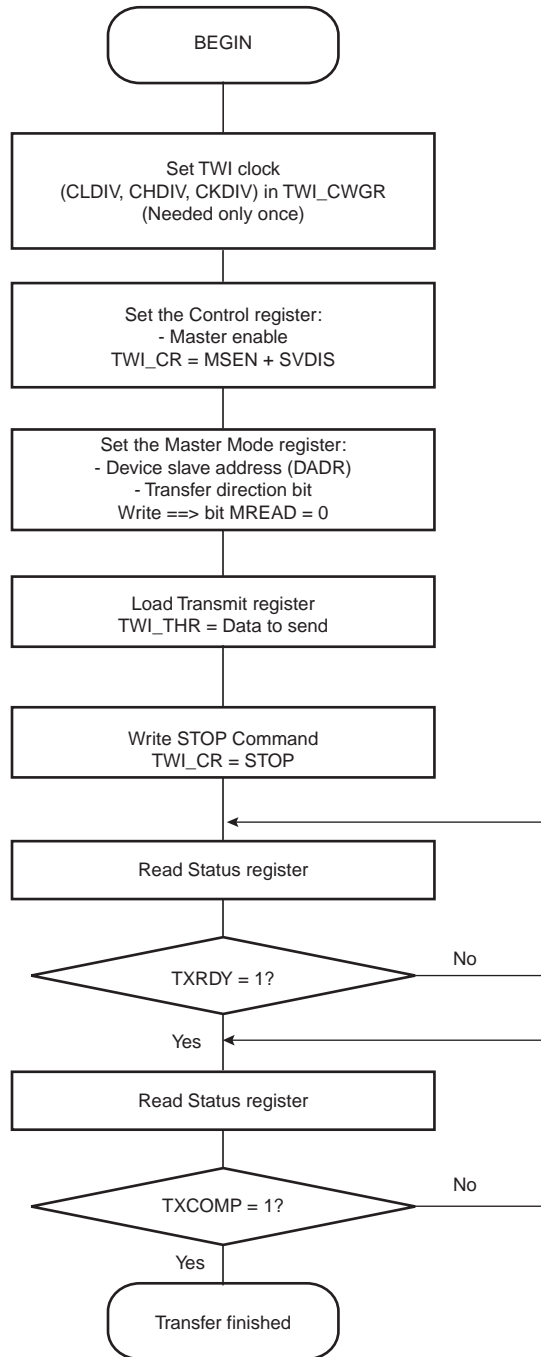 BEGIN
Set TWI clock
(CLDIV, CHDIV, CKDIV) in TWI_CWGR
(Needed only once)
Set the Control register:
- Master enable
TWI_CR = MSEN + SVDIS
Set the Master Mode register:
- Device slave address (DADR)
- Transfer direction bit
Write ==> bit MREAD = 0
Load Transmit register
TWI_THR = Data to send
Write STOP Command
TWI_CR = STOP
Read Status register
TXRDY = 1?
No
Yes
Read Status register
TXCOMP = 1?
No
Yes
Transfer finished